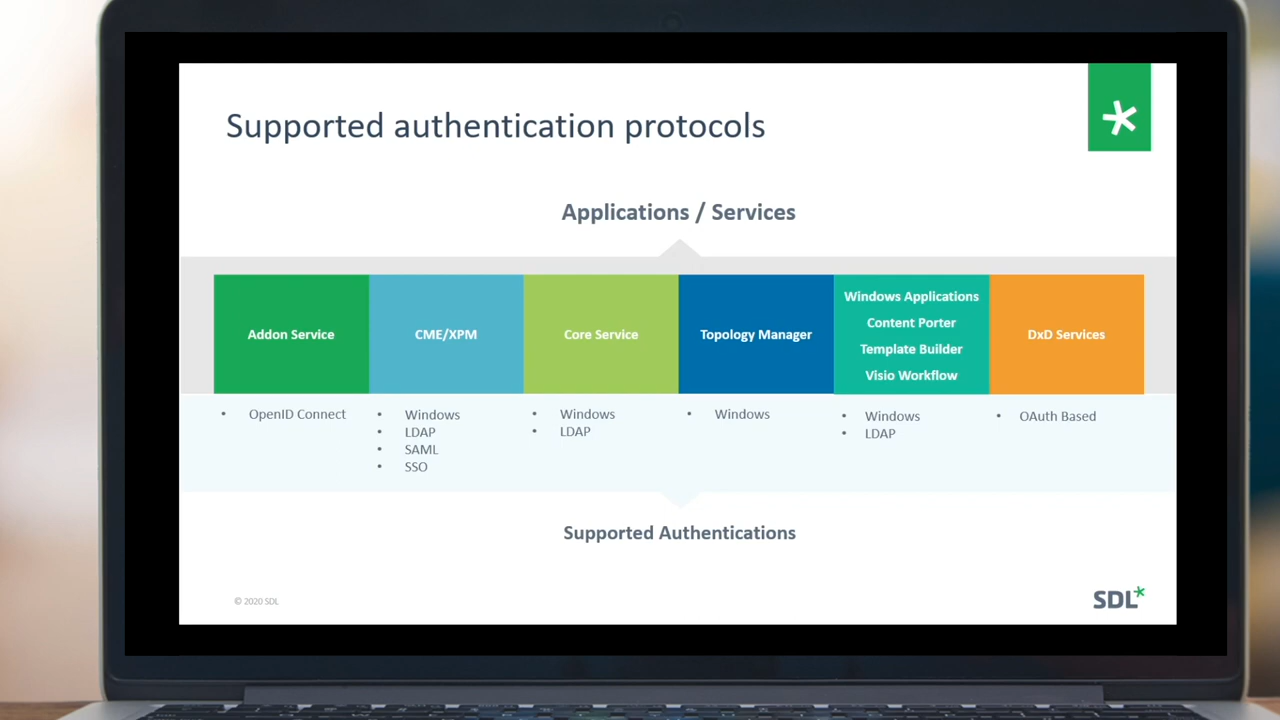 Supported authentication protocols
Applications / Services
Addon Service
CME/XPM
Core Service
Topology Manager
Windows Applications
Content Porter
Template Builder
Visio Workflow
DxD Services
• OpenID Connect
• Windows
• LDAP
• SAML
• SSO
• Windows
• LDAP
• Windows
• Windows
• LDAP
• OAuth Based
Supported Authentications
© 2020 SDL
SDL*